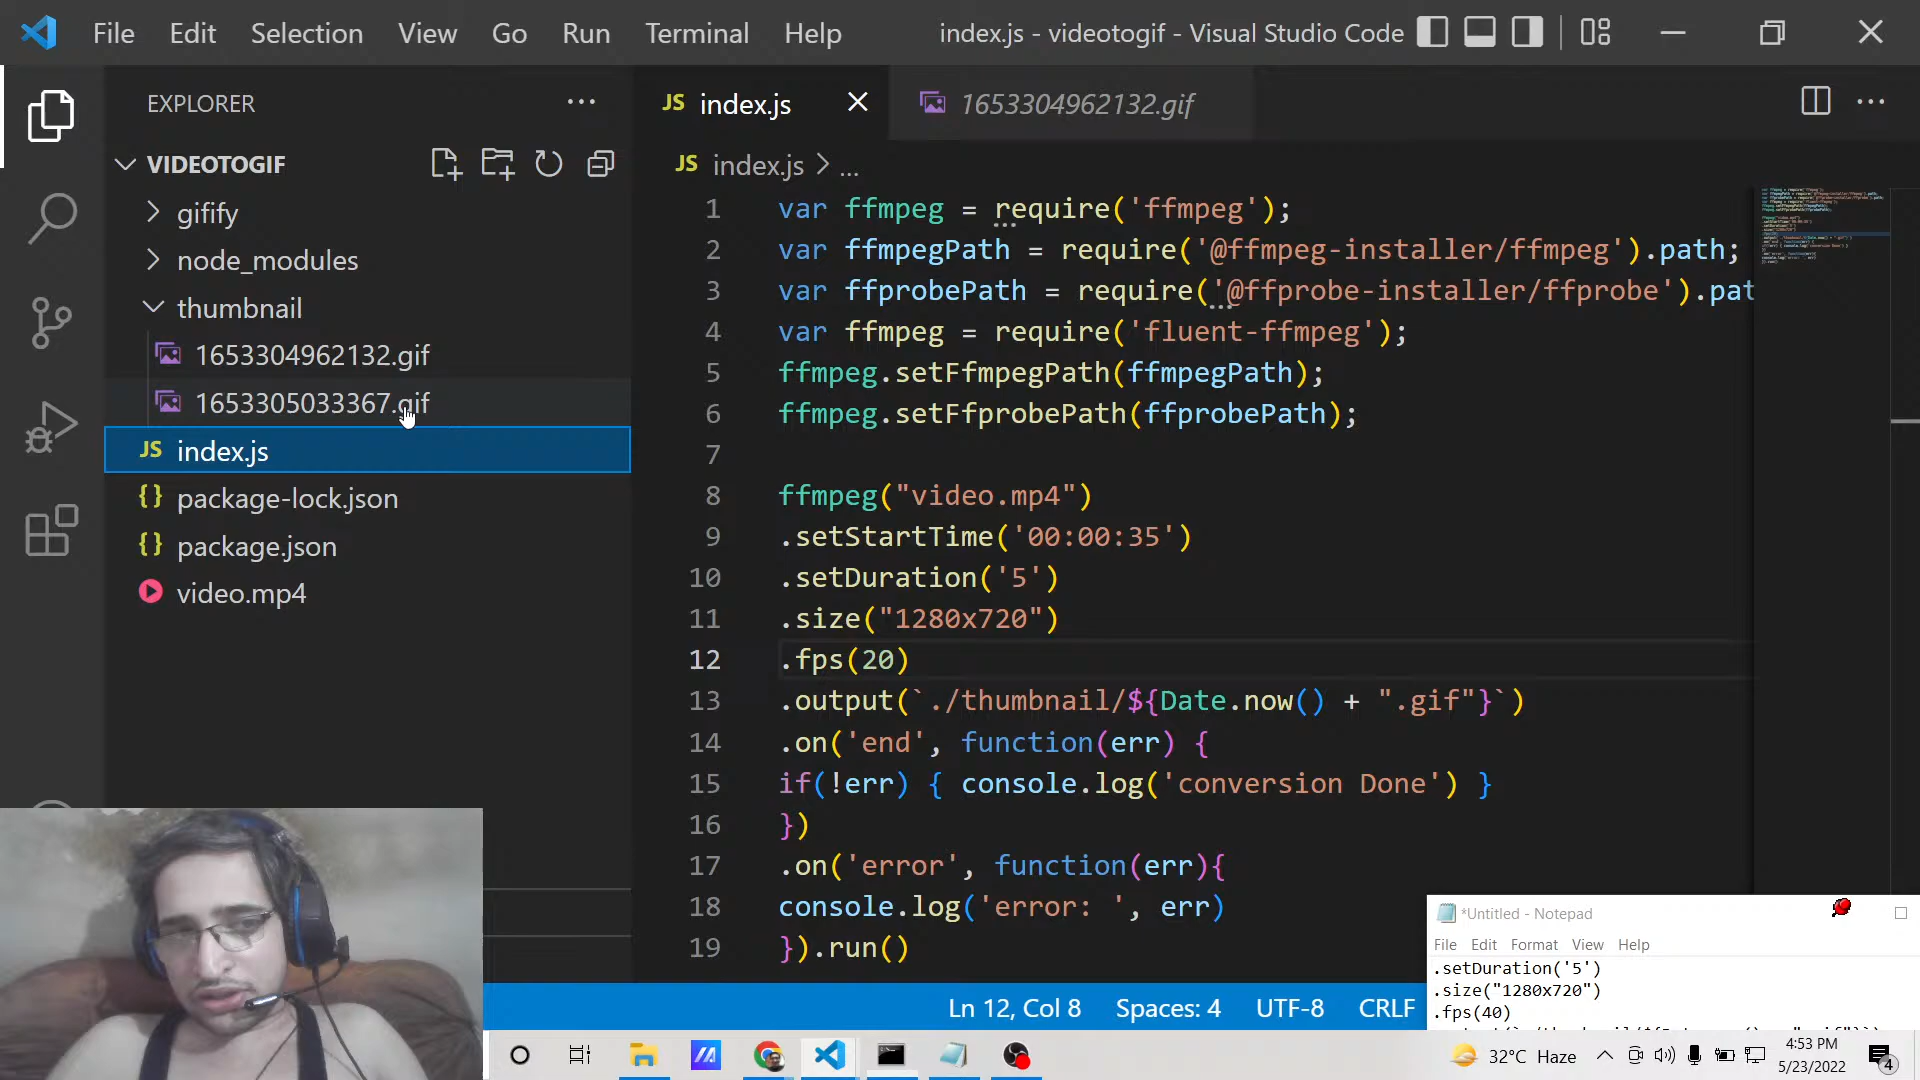 File Edit Selection View Go Run Terminal Help index.js - videotogif - Visual Studio Code
EXPLORER
VIDEOTOGIF
gifify
node_modules
thumbnail
1653304962132.gif
1653305033367.gif
JS index.js
{} package-lock.json
{} package.json
video.mp4
JS index.js 1653304962132.gif
JS index.js > ...
1 var ffmpeg = require('ffmpeg');
2 var ffmpegPath = require('@ffmpeg-installer/ffmpeg').path;
3 var ffprobePath = require('@ffprobe-installer/ffprobe').pat
4 var ffmpeg = require('fluent-ffmpeg');
5 ffmpeg.setFfmpegPath(ffmpegPath);
6 ffmpeg.setFfprobePath(ffprobePath);
7
8 ffmpeg("video.mp4")
9 .setStartTime('00:00:35')
10 .setDuration('5')
11 .size("1280x720")
12 .fps(20)
13 .output(`./thumbnail/${Date.now() + ".gif"}`)
14 .on('end', function(err) {
15 if(!err) { console.log('conversion Done') }
16 })
17 .on('error', function(err){
18 console.log('error: ', err)
19 }).run()
Ln 12, Col 8 Spaces: 4 UTF-8 CRLF
*Untitled - Notepad
File Edit Format View Help
.setDuration('5')
.size("1280x720")
.fps(40)
32°C Haze
4:53 PM
5/23/2022
4